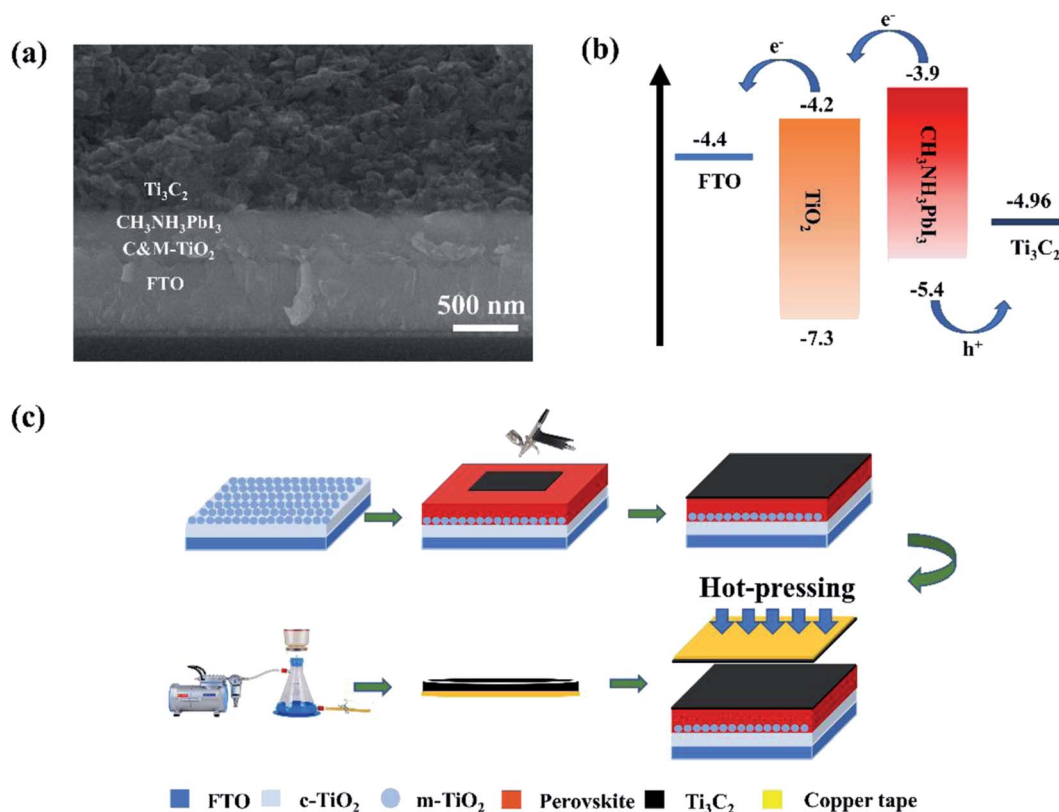 (a)
Ti₃C₂
CH₃NH₃PbI₃
C&M-TiO₂
FTO
500 nm
(b)
e⁻
e⁻
-3.9
-4.2
-4.4
FTO
TiO₂
CH₃NH₃PbI₃
-4.96
Ti₃C₂
-5.4
h⁺
-7.3
(c)
Hot-pressing
FTO c-TiO₂ m-TiO₂ Perovskite Ti₃C₂ Copper tape